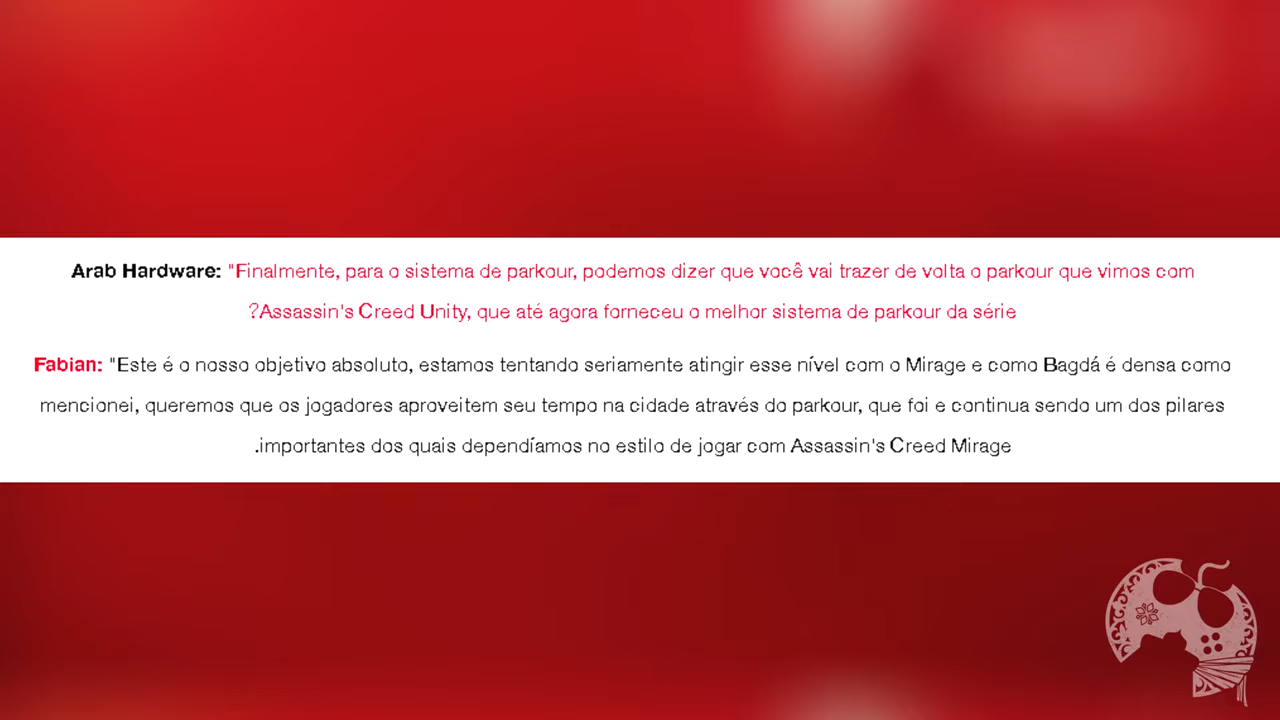 Arab Hardware: "Finalmente, para o sistema de parkour, podemos dizer que você vai trazer de volta o parkour que vimos com
?Assassin's Creed Unity, que até agora forneceu o melhor sistema de parkour da série
Fabian: "Este é o nosso objetivo absoluto, estamos tentando seriamente atingir esse nível com o Mirage e como Bagdá é densa como
mencionei, queremos que os jogadores aproveitem seu tempo na cidade através do parkour, que foi e continua sendo um dos pilares
.importantes dos quais dependíamos no estilo de jogar com Assassin's Creed Mirage